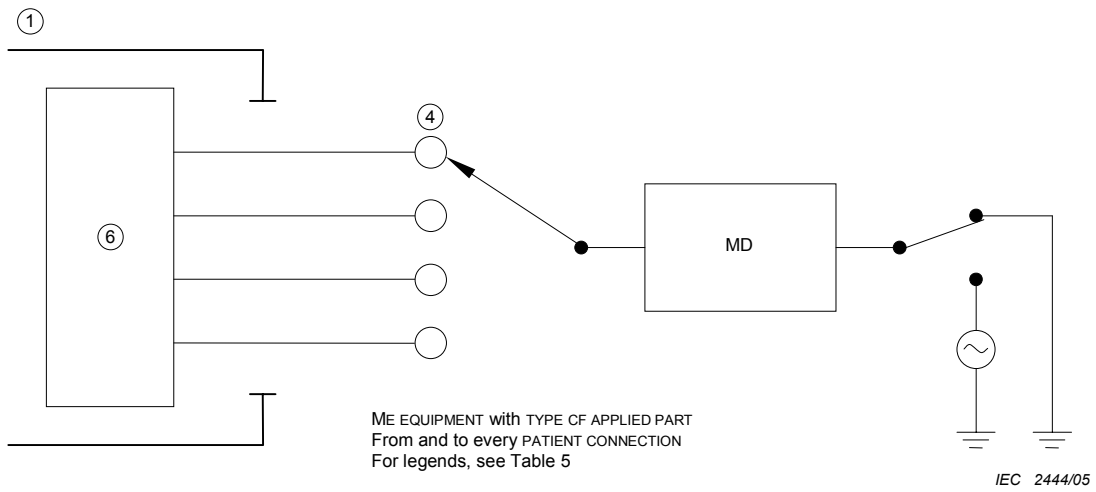 1
4
6
MD
ME EQUIPMENT with TYPE CF APPLIED PART
From and to every PATIENT CONNECTION
For legends, see Table 5
IEC 2444/05